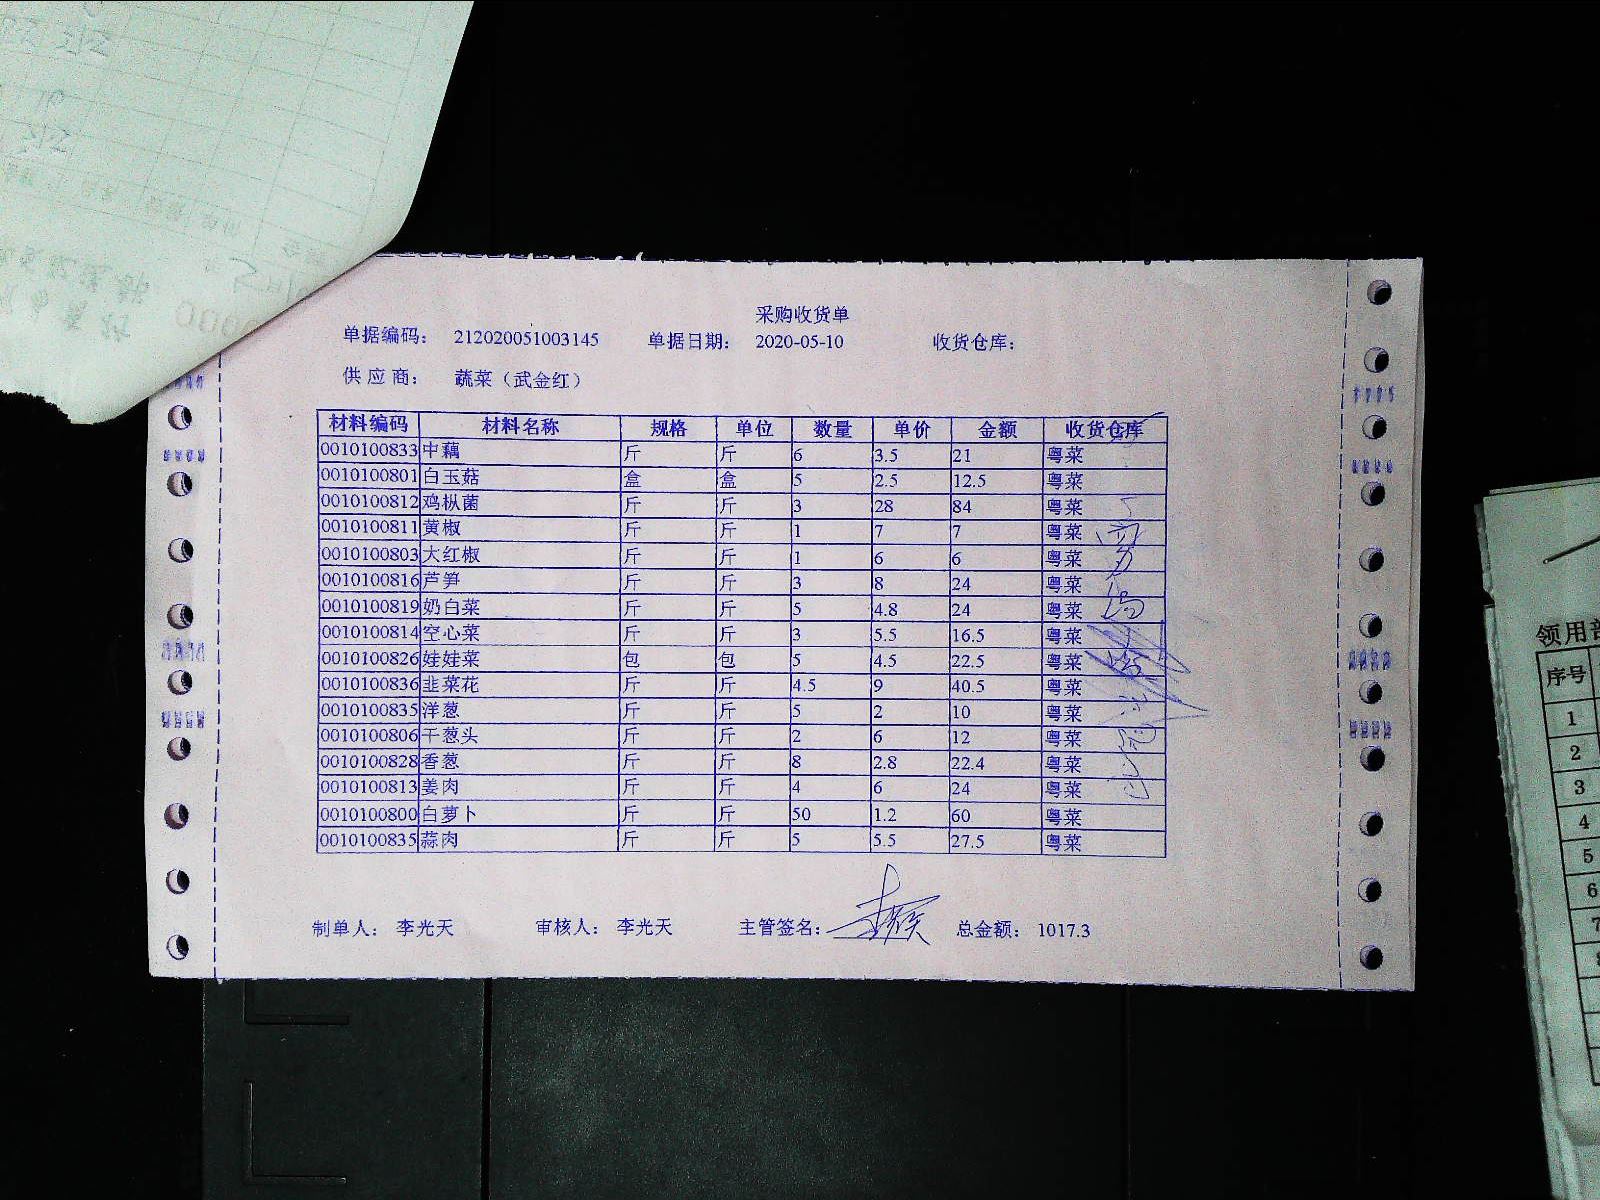 采购收货单
单据编码： 212020051003145 单据日期： 2020-05-10 收货仓库：
供应商： 蔬菜（武金红）
材料编码 材料名称 规格 单位 数量 单价 金额 收货仓库
0010100833 中藕 斤 斤 6 3.5 21 粤菜
0010100801 白玉菇 盒 盒 5 2.5 12.5 粤菜
0010100812 鸡枞菌 斤 斤 3 28 84 粤菜
0010100811 黄椒 斤 斤 1 7 7 粤菜
0010100803 大红椒 斤 斤 1 6 6 粤菜
0010100816 芦笋 斤 斤 3 8 24 粤菜
0010100819 奶白菜 斤 斤 5 4.8 24 粤菜
0010100814 空心菜 斤 斤 3 5.5 16.5 粤菜
0010100826 娃娃菜 包 包 5 4.5 22.5 粤菜
0010100836 韭菜花 斤 斤 4.5 9 40.5 粤菜
0010100835 洋葱 斤 斤 5 2 10 粤菜
0010100806 干葱头 斤 斤 2 6 12 粤菜
0010100828 香葱 斤 斤 8 2.8 22.4 粤菜
0010100813 姜肉 斤 斤 4 6 24 粤菜
0010100800 白萝卜 斤 斤 50 1.2 60 粤菜
0010100835 蒜肉 斤 斤 5 5.5 27.5 粤菜
制单人： 李光天 审核人： 李光天 主管签名： 总金额： 1017.3
领用
序号
1
2
3
4
5
6
7